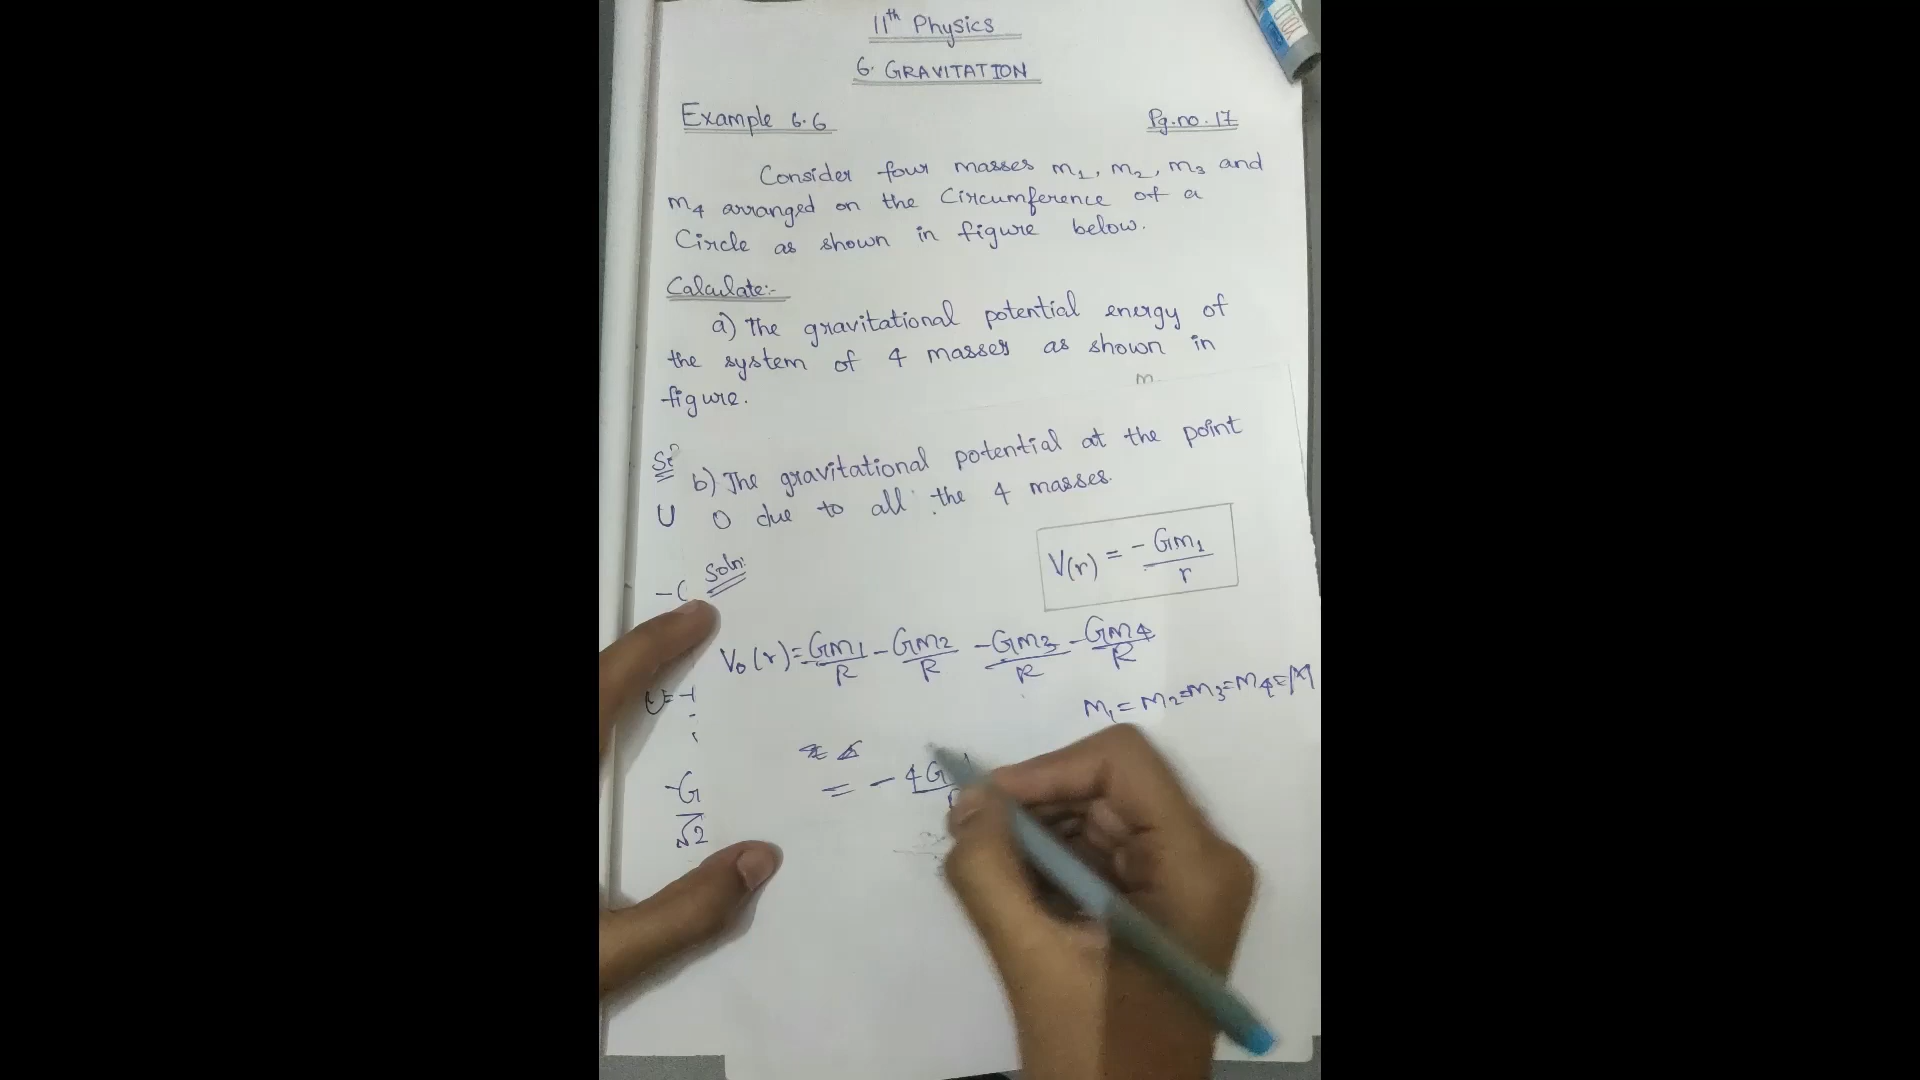 11th Physics
6. GRAVITATION
Example 6.6 Pg.no.17
Consider four masses m1, m2, m3 and
m4 arranged on the Circumference of a
Circle as shown in figure below.
Calculate:-
a) The gravitational potential energy of
the system of 4 masses as shown in
figure.
m
b) The gravitational potential at the point
U O due to all the 4 masses.
V(r) = -Gm1/r
Soln:
V0(r) = Gm1/R - Gm2/R - Gm3/R - Gm4/R
M1 = M2 = M3 = M4 = M
= - 4G
-G/√2